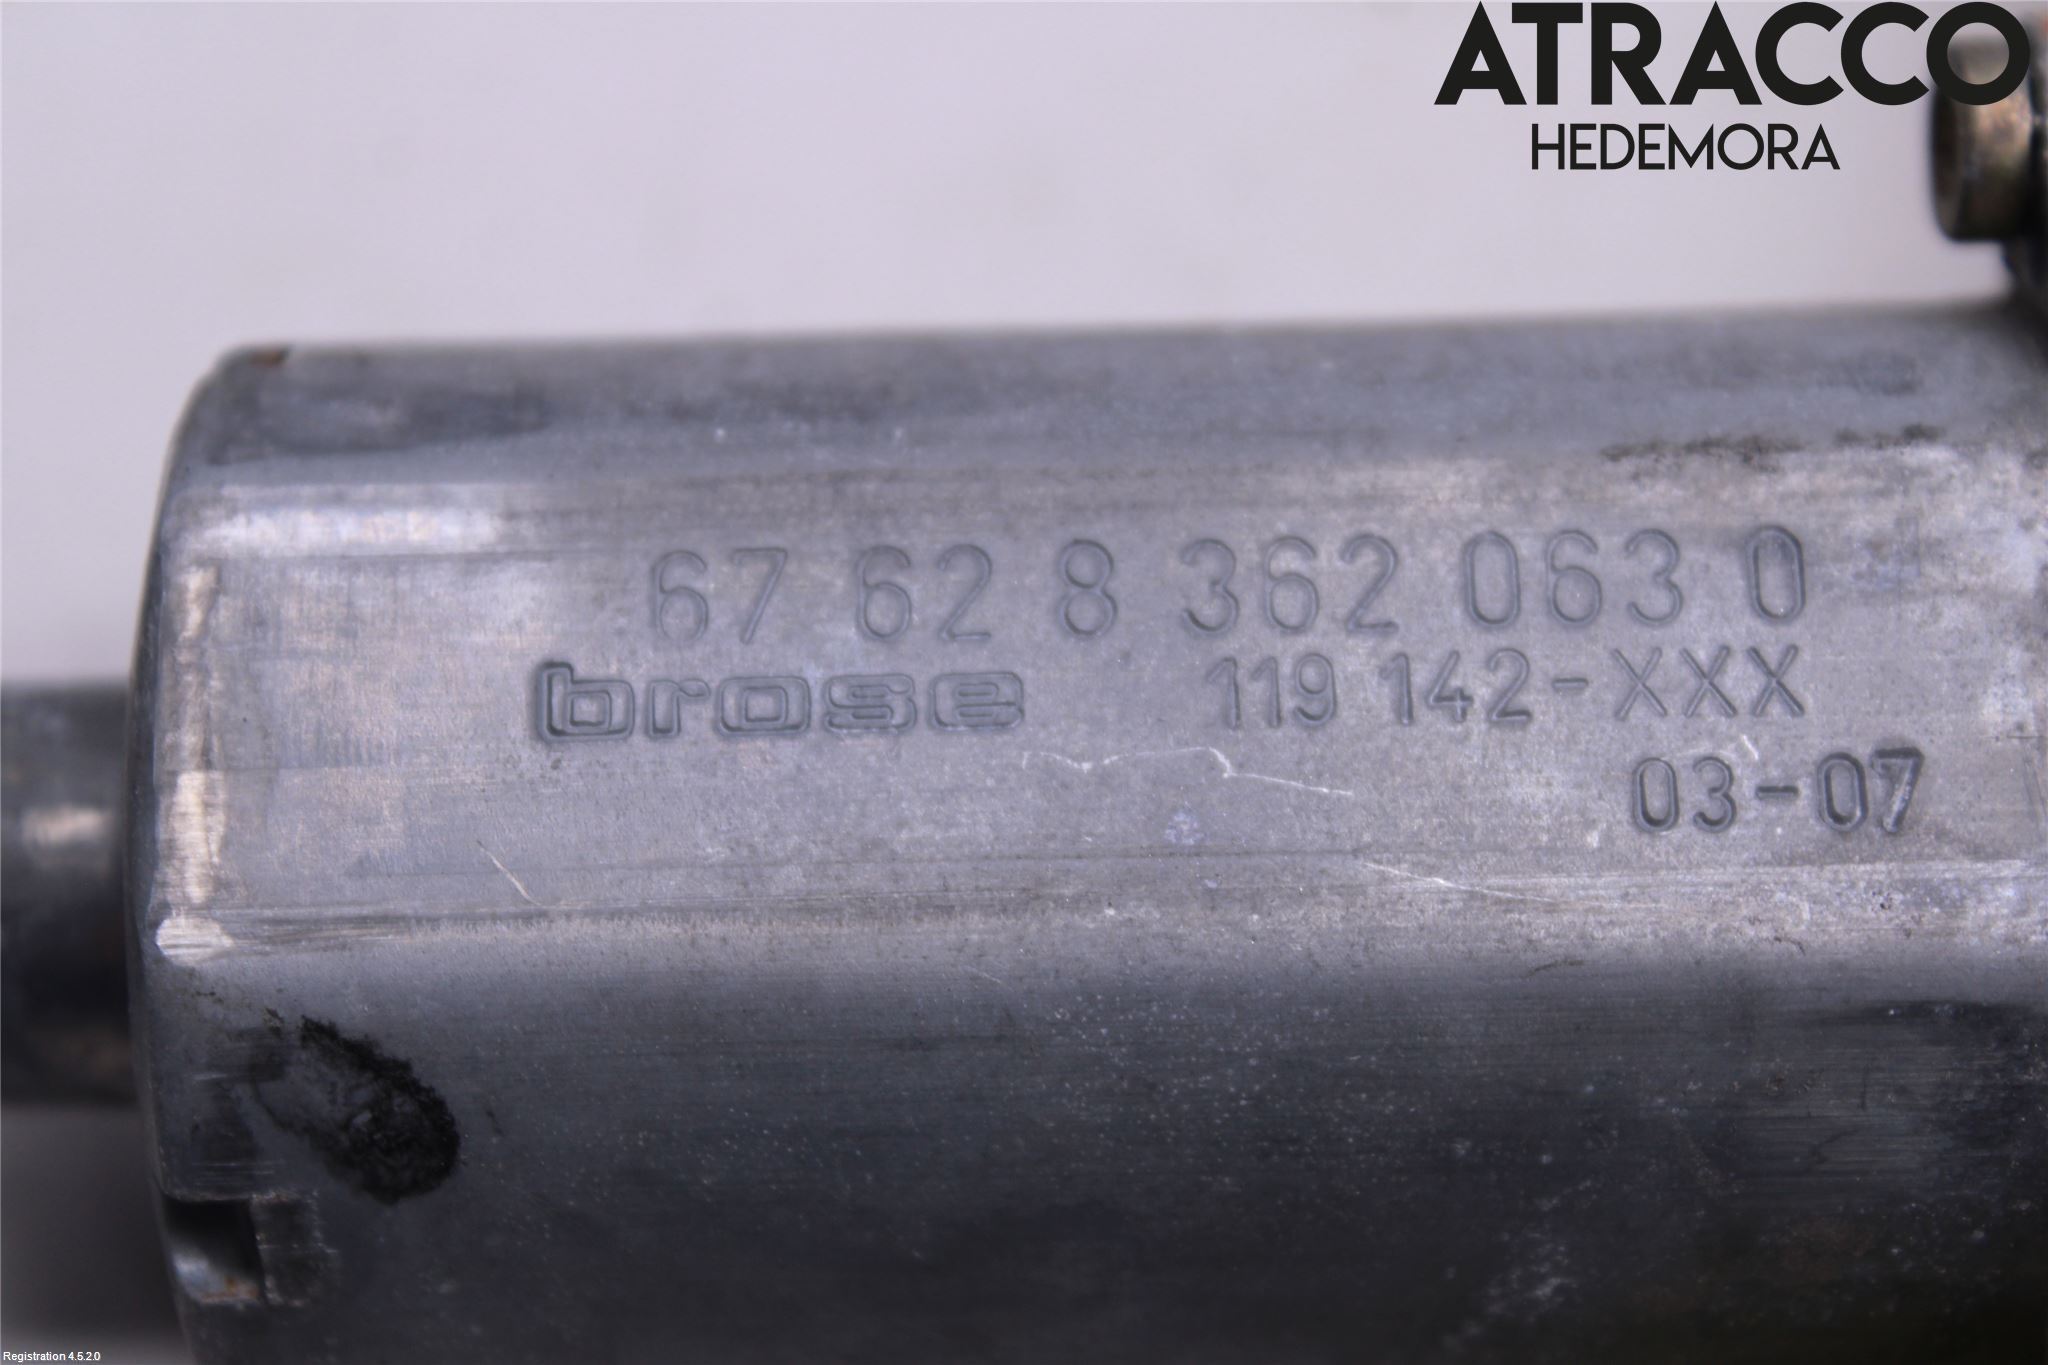 ATRACCO
HEDEMORA
67 62 8 362 063 0
brose 119 142-XXX
03-07
Registration 4.5.2.0